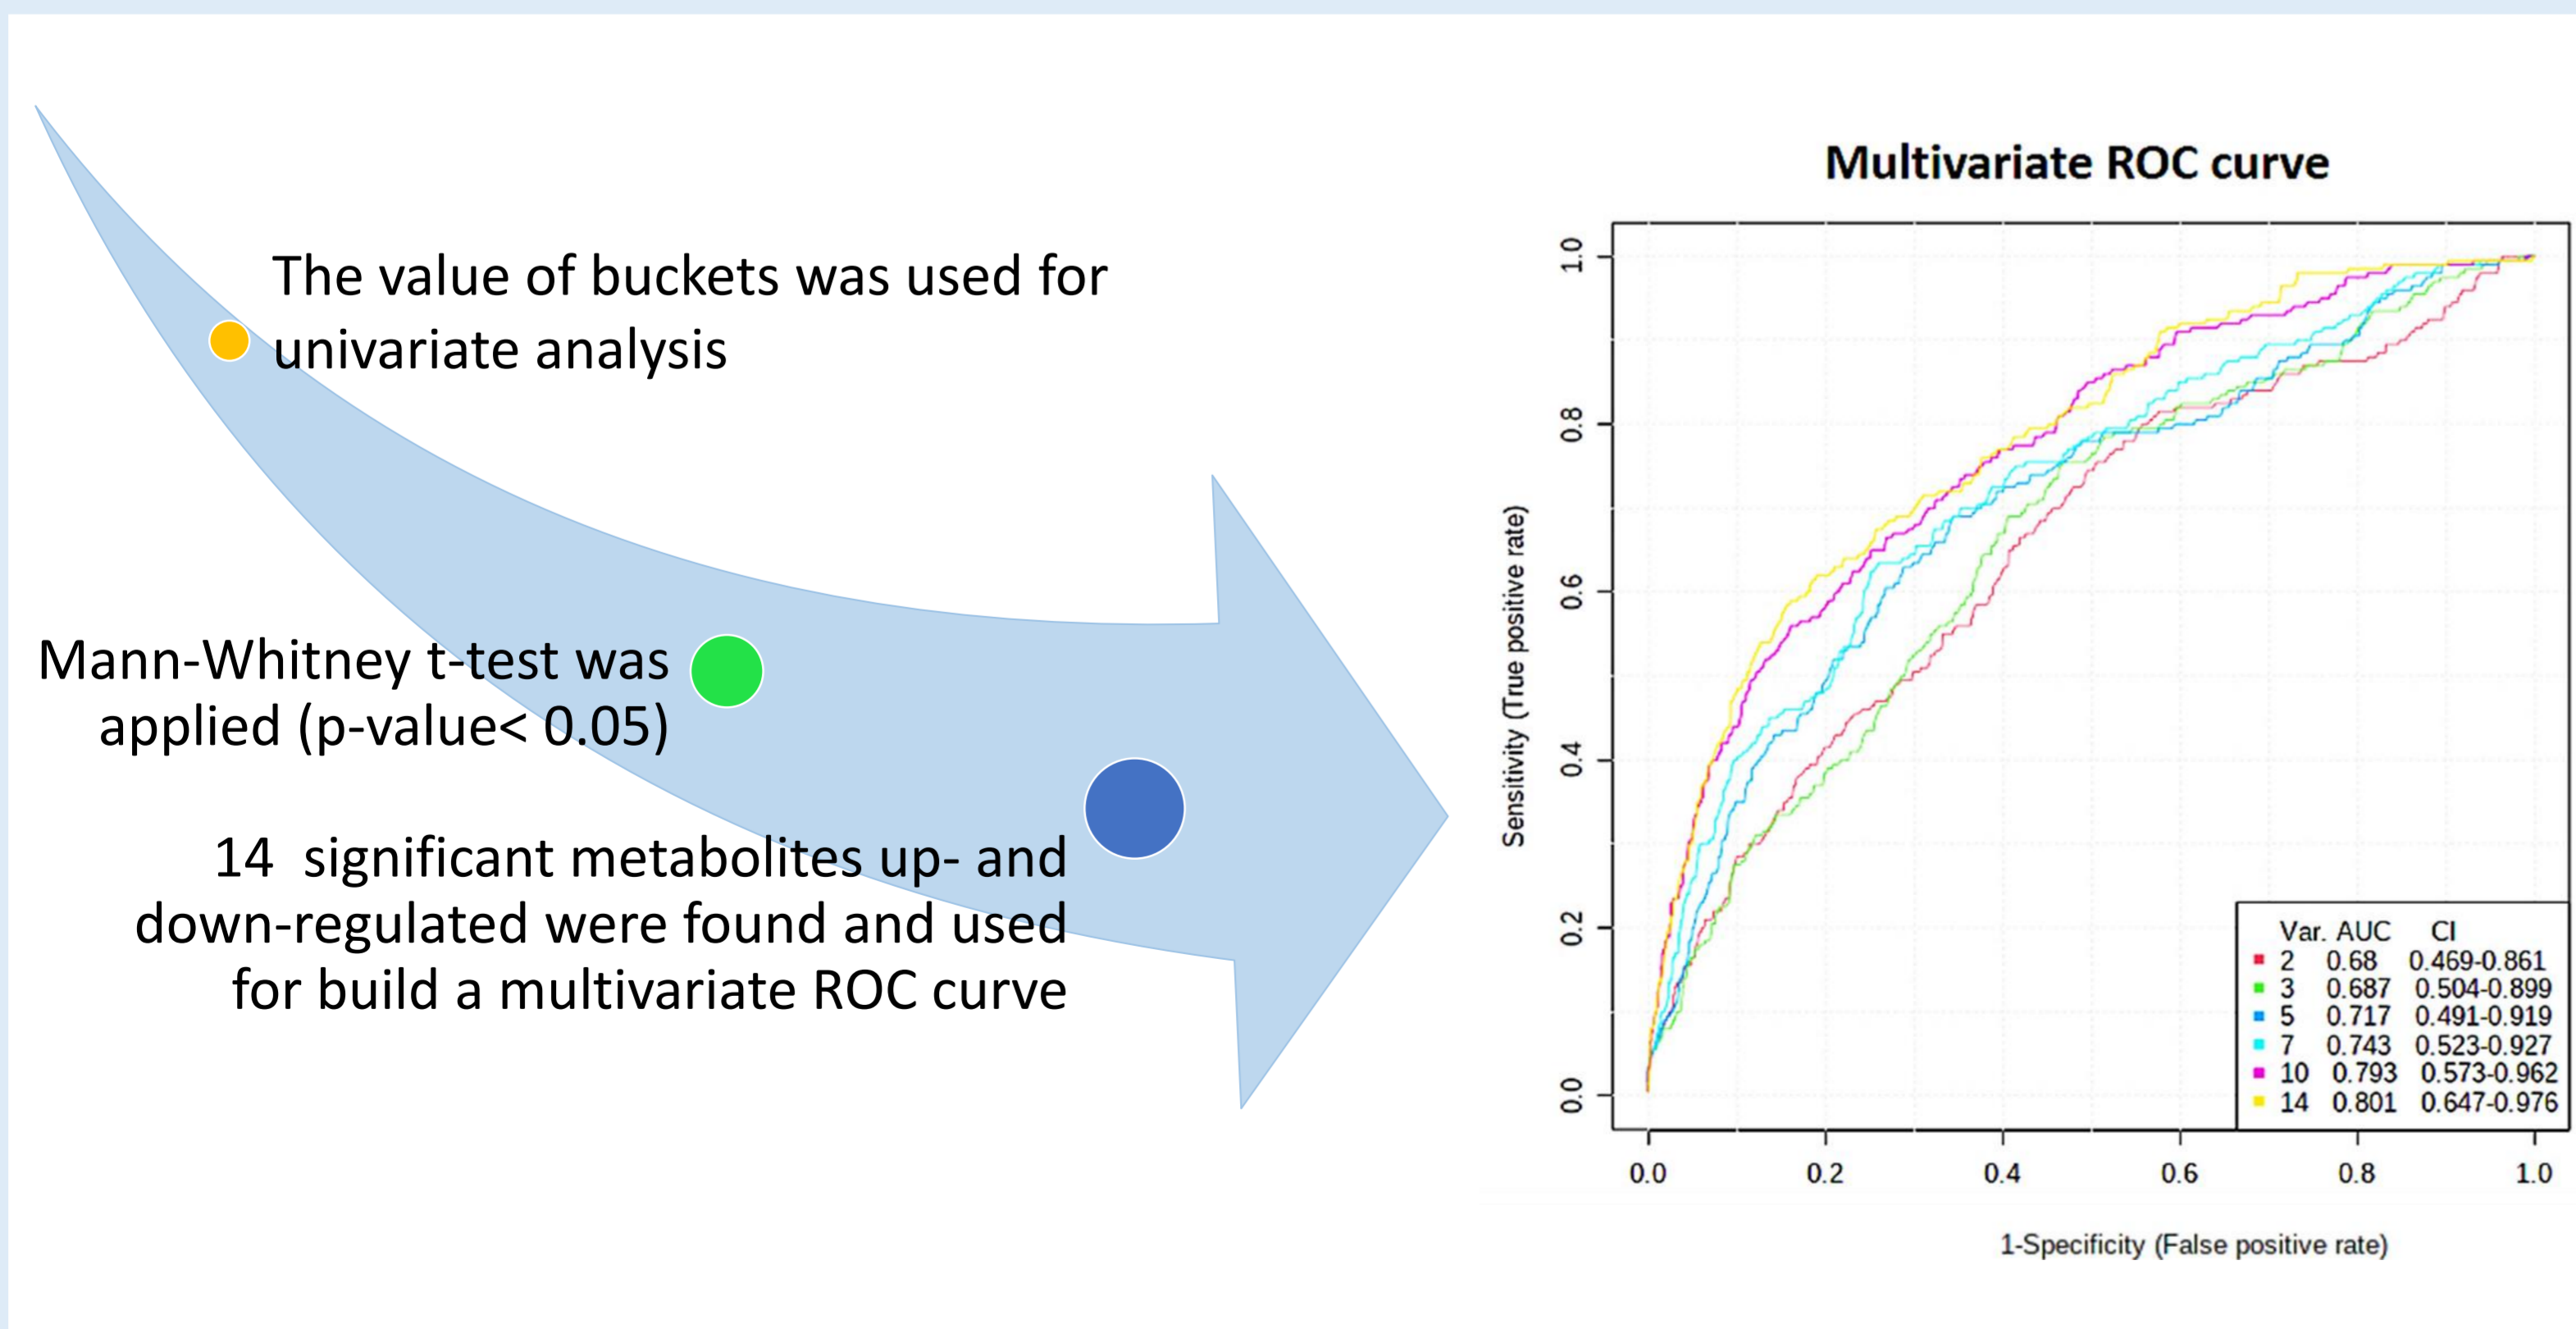 The value of buckets was used for
univariate analysis
Mann-Whitney t-test was
applied (p-value< 0.05)
14 significant metabolites up- and
down-regulated were found and used
for build a multivariate ROC curve
Multivariate ROC curve
Sensitivity (True positive rate)
1.0
0.8
0.6
0.4
0.2
0.0
Var. AUC CI
2 0.68 0.469-0.861
3 0.687 0.504-0.899
5 0.717 0.491-0.919
7 0.743 0.523-0.927
10 0.793 0.573-0.962
14 0.801 0.647-0.976
0.0 0.2 0.4 0.6 0.8 1.0
1-Specificity (False positive rate)